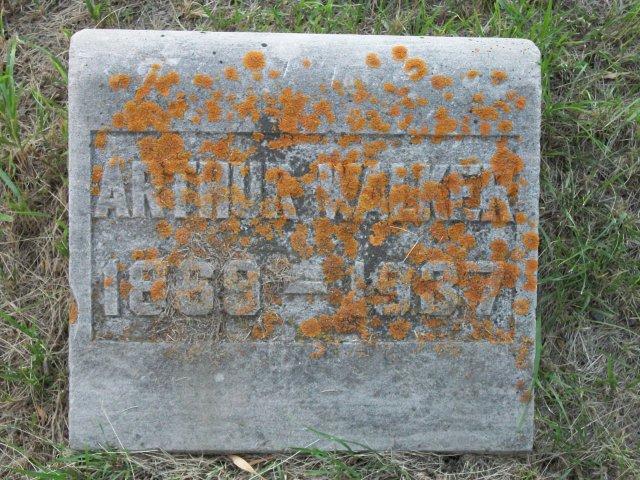 ARTHUR WALKER
1869 = 1937